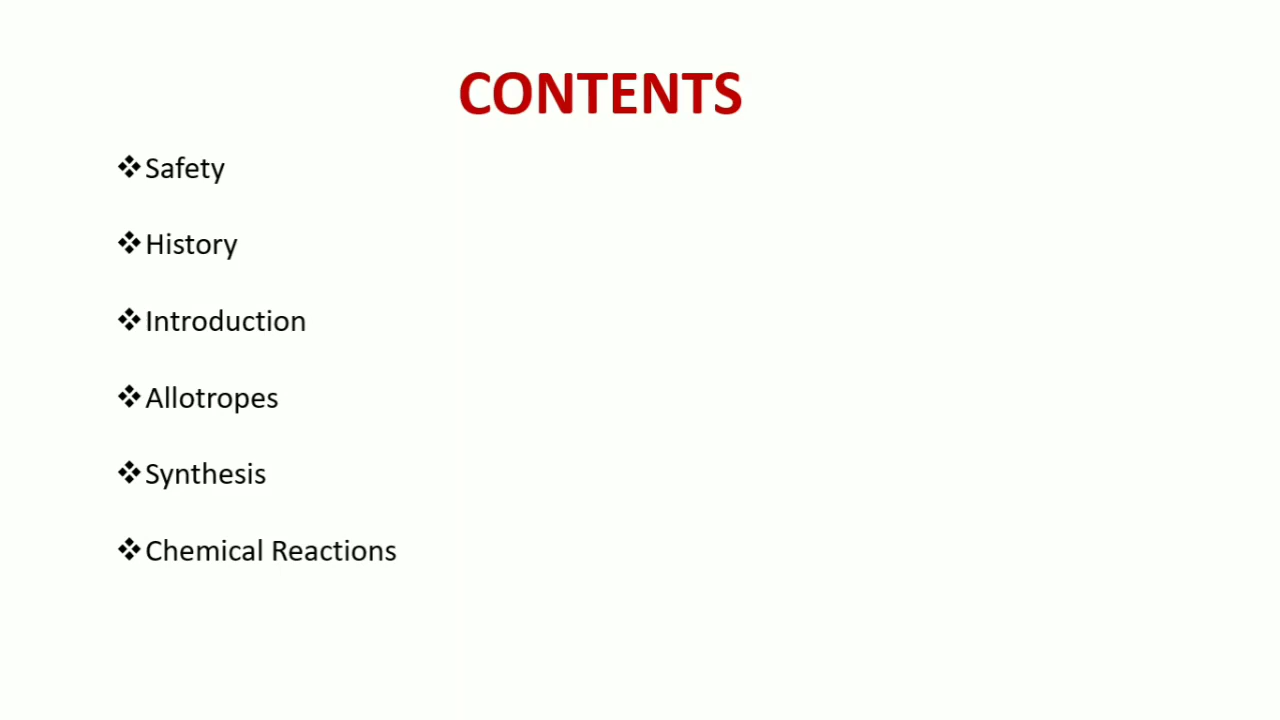 CONTENTS
❖Safety
❖History
❖Introduction
❖Allotropes
❖Synthesis
❖Chemical Reactions